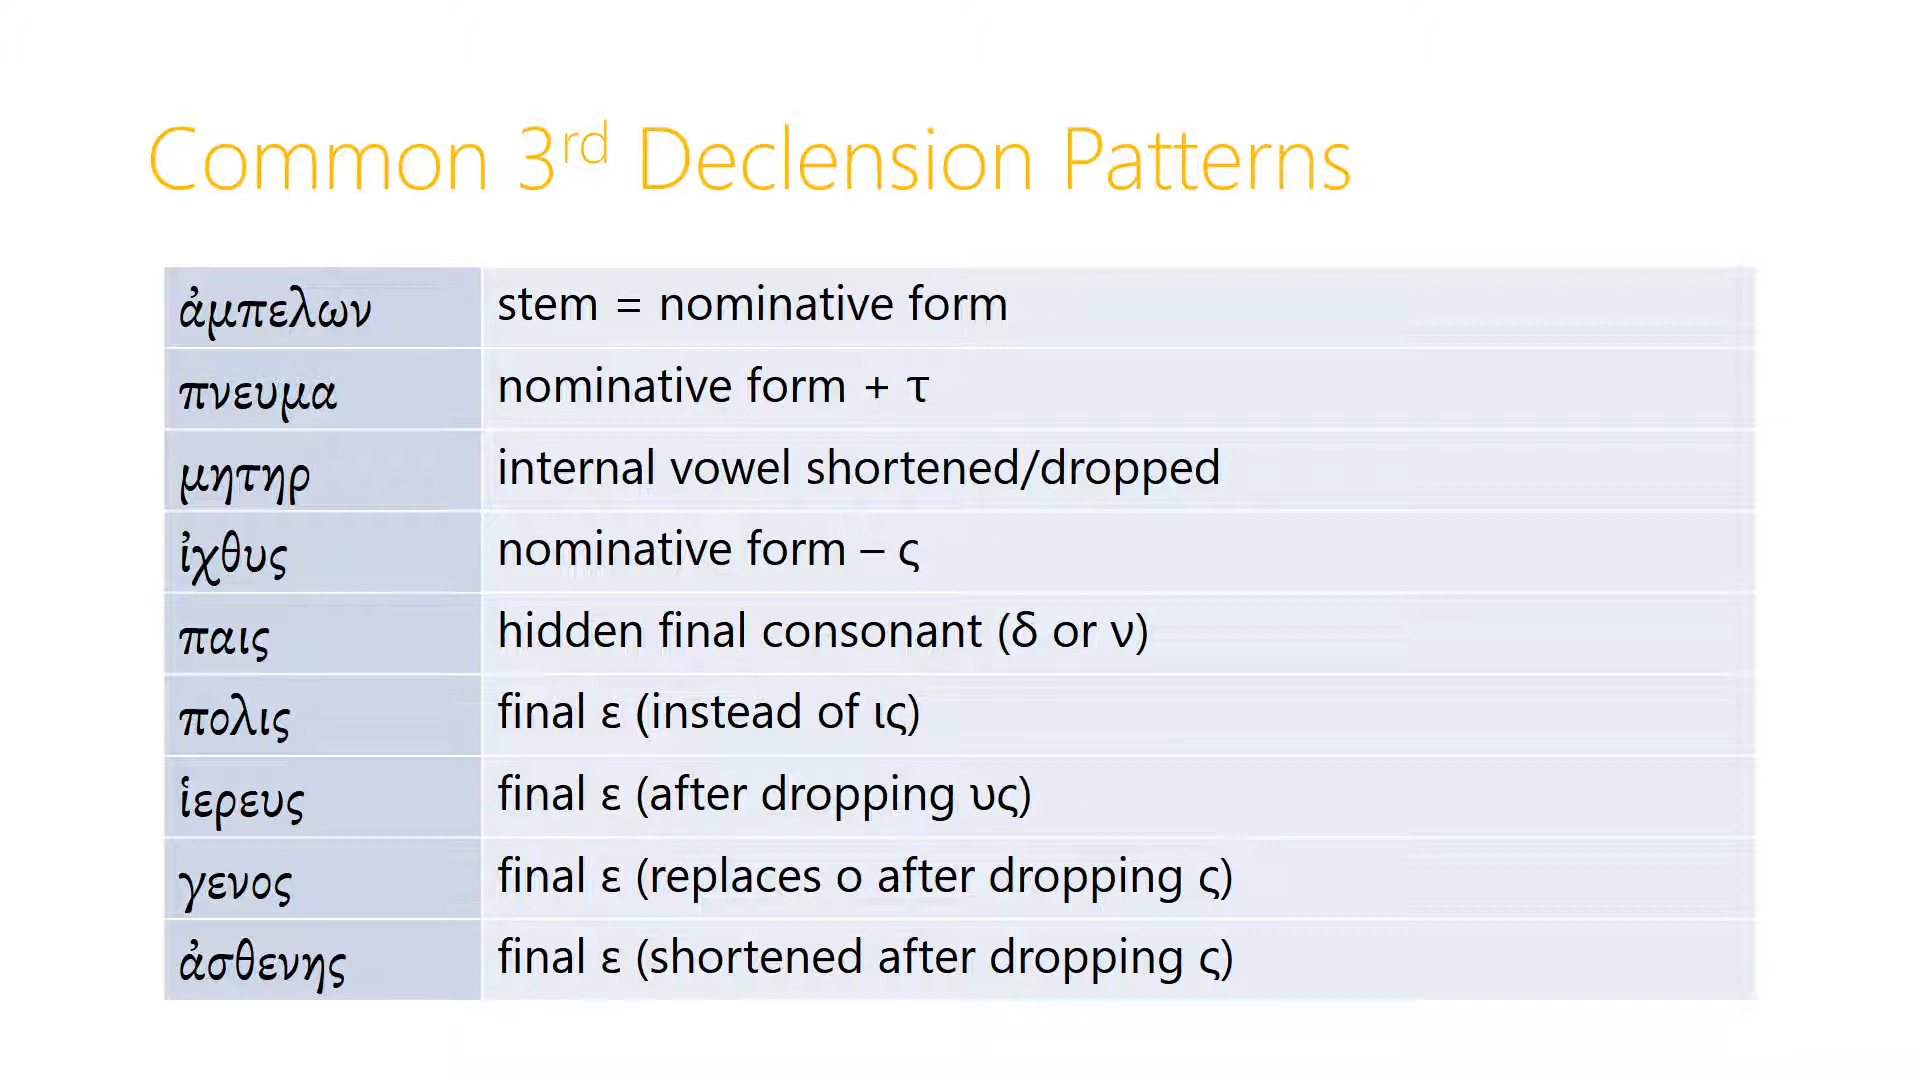 Common 3rd Declension Patterns
ἀμπελων stem = nominative form
πνευμα nominative form + τ
μητηρ internal vowel shortened/dropped
ἰχθυς nominative form – ς
παις hidden final consonant (δ or ν)
πολις final ε (instead of ις)
ἱερευς final ε (after dropping υς)
γενος final ε (replaces ο after dropping ς)
ἀσθενης final ε (shortened after dropping ς)